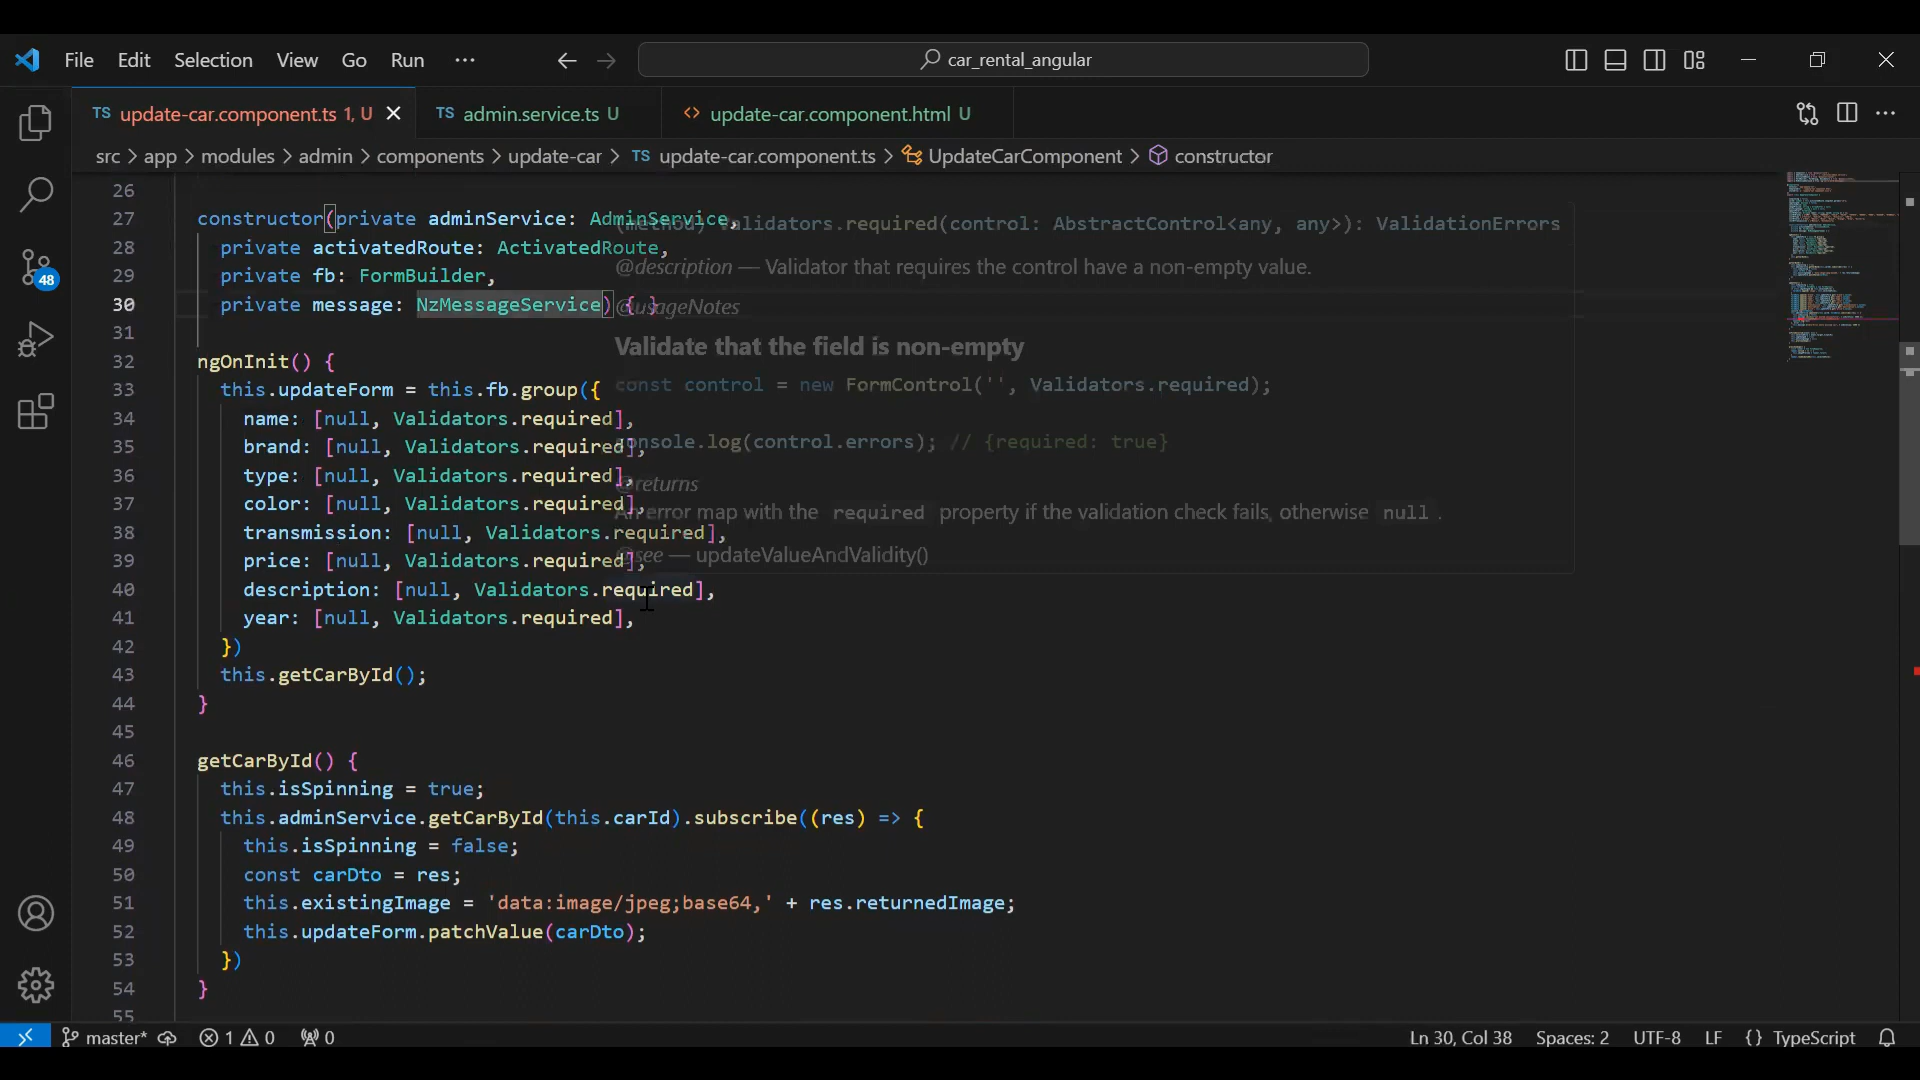 File Edit Selection View Go Run ··· ← → car_rental_angular
TS update-car.component.ts 1, U TS admin.service.ts U <> update-car.component.html U
src > app > modules > admin > components > update-car > TS update-car.component.ts > UpdateCarComponent > constructor
26
27 constructor(private adminService: AdminService,
28 private activatedRoute: ActivatedRoute,
29 private fb: FormBuilder,
30 private message: NzMessageService) { }
31
32 ngOnInit() {
33 this.updateForm = this.fb.group({
34 name: [null, Validators.required],
35 brand: [null, Validators.required],
36 type: [null, Validators.required],
37 color: [null, Validators.required],
38 transmission: [null, Validators.required],
39 price: [null, Validators.required],
40 description: [null, Validators.required],
41 year: [null, Validators.required],
42 })
43 this.getCarById();
44 }
45
46 getCarById() {
47 this.isSpinning = true;
48 this.adminService.getCarById(this.carId).subscribe((res) => {
49 this.isSpinning = false;
50 const carDto = res;
51 this.existingImage = 'data:image/jpeg;base64,' + res.returnedImage;
52 this.updateForm.patchValue(carDto);
53 })
54 }
55
(method) Validators.required(control: AbstractControl<any, any>): ValidationErrors
@description — Validator that requires the control have a non-empty value.
@usageNotes
Validate that the field is non-empty
const control = new FormControl('', Validators.required);
console.log(control.errors); // {required: true}
@returns
An error map with the required property if the validation check fails, otherwise null .
@see — updateValueAndValidity()
48
master* 1 0 0 Ln 30, Col 38 Spaces: 2 UTF-8 LF {} TypeScript